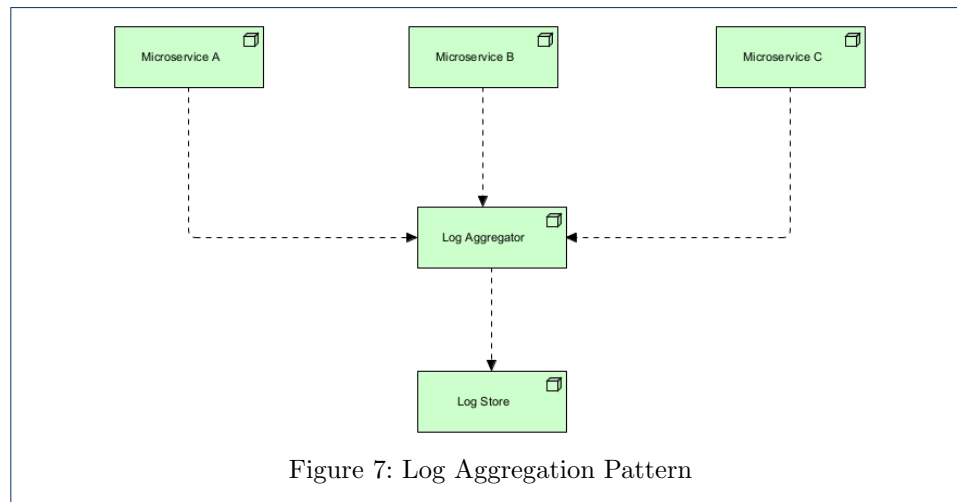 Microservice A
Microservice B
Microservice C
Log Aggregator
Log Store
Figure 7: Log Aggregation Pattern